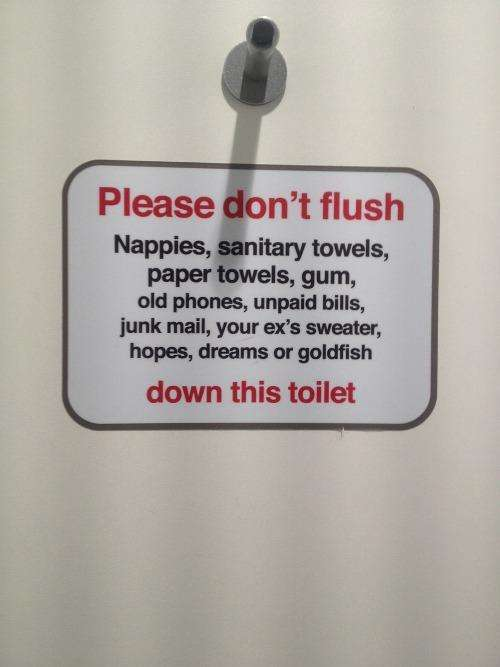 Please don't flush
Nappies, sanitary towels,
paper towels, gum,
old phones, unpaid bills,
junk mail, your ex's sweater,
hopes, dreams or goldfish
down this toilet